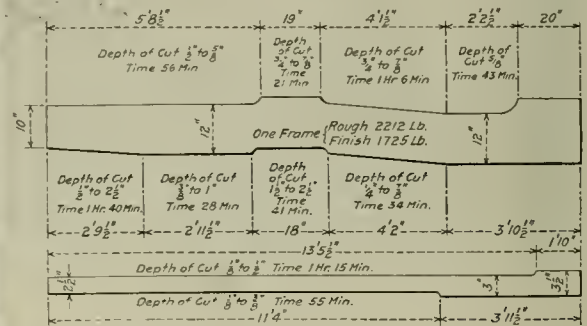 5'8½" 19" 4'1½" 2'2½" 20"
Depth of Cut ½" to ⅝"
Time 56 Min
Depth
of Cut
¾" to ⅞"
Time
21 Min
Depth of Cut
¾" to ⅞"
Time 1 Hr 6 Min
Depth of
Cut ⅝"
Time 43 Min.
10"
12"
One Frame { Rough 2212 Lb.
Finish 1725 Lb.
12"
Depth of Cut
½" to 2½"
Time 1 Hr. 40 Min.
Depth of Cut
to 1"
Time 28 Min
Depth
of Cut
1½" to 2½"
Time
41 Min.
Depth of Cut
¼" to ⅞"
Time 34 Min.
2'9½" 2'11½" 18" 4'2" 3'10½"
13'5½" 1'10"
Depth of Cut ⅛" to ½" Time 1 Hr. 15 Min.
2½" 3" 3½"
Depth of Cut ⅛" to ⅜" Time 55 Min.
11'4" 3'11½"